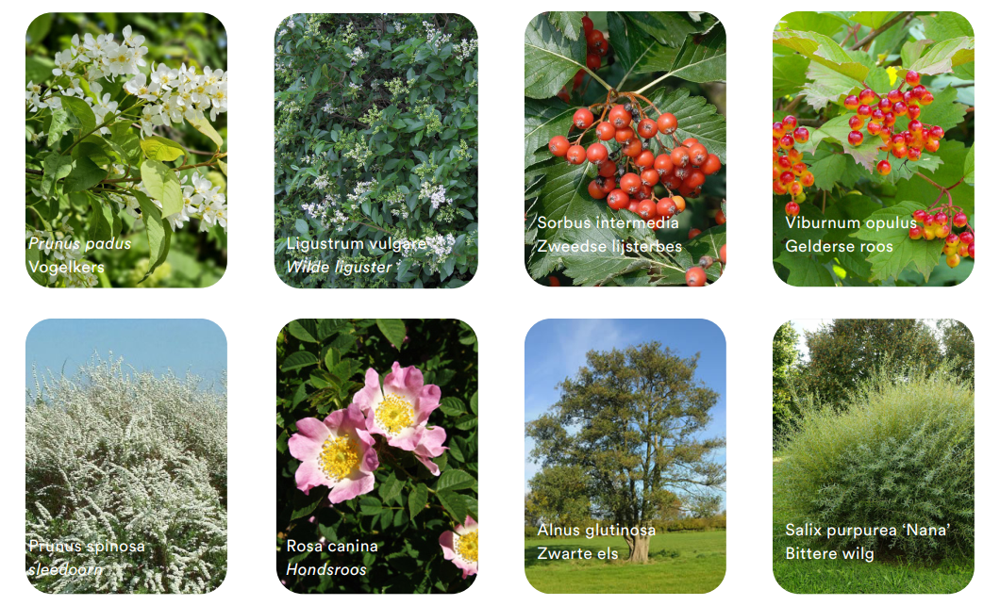 Prunus padus
Vogelkers
Ligustrum vulgare
Wilde liguster
Sorbus intermedia
Zweedse lijsterbes
Viburnum opulus
Gelderse roos
Prunus spinosa
sleedoorn
Rosa canina
Hondsroos
Alnus glutinosa
Zwarte els
Salix purpurea ‘Nana’
Bittere wilg